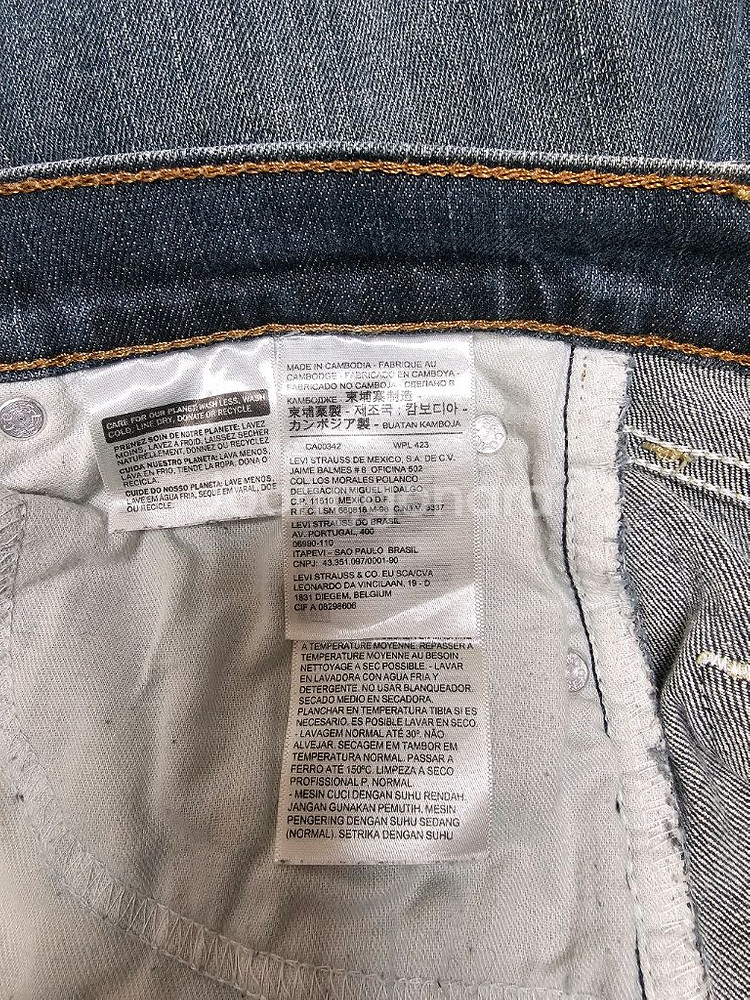 CARE FOR OUR PLANET: WASH LESS, WASH
COLD, LINE DRY, DONATE OR RECYCLE
PRENEZ SOIN DE NOTRE PLANETE: LAVEZ
MOINS, LAVEZ A FROID, LAISSEZ SECHER
NATURELLEMENT, DONNEZ OU RECYCLEZ
CUIDA NUESTRO PLANETA: LAVA MENOS,
LAVA EN FRIO, TIENDE LA ROPA, DONA O
RECICLA.
CUIDE DO NOSSO PLANETA: LAVE MENOS,
LAVE EM AGUA FRIA, SEQUE EM VARAL, DOE
OU RECICLE.
MADE IN CAMBODIA - FABRIQUE AU
CAMBODGE - FABRICADO EN CAMBOYA -
FABRICADO NO CAMBOJA - СДЕЛАНО В
КАМБОДЖЕ 柬埔寨制造 -
柬埔寨製 - 제조국 : 캄보디아 -
カンボジア製 - BUATAN KAMBOJA
CA00342 WPL 423
LEVI STRAUSS DE MEXICO, S.A. DE C.V.
JAIME BALMES # 8 OFICINA 502
COL. LOS MORALES POLANCO
DELEGACION MIGUEL HIDALGO
C.P. 11510 MEXICO D.F.
R.F.C. LSM 3337
LEVI STRAUSS DO BRASIL
AV. PORTUGAL, 400
06690-110
ITAPEVI - SAO PAULO BRASIL
CNPJ: 43.351.097/0001-90
LEVI STRAUSS & CO. EU SCA/CVA
LEONARDO DA VINCILAAN, 19 - D
1831 DIEGEM, BELGIUM
CIF A 08298606
A TEMPERATURE MOYENNE. REPASSER A
TEMPERATURE MOYENNE AU BESOIN
NETTOYAGE A SEC POSSIBLE. - LAVAR
EN LAVADORA CON AGUA FRIA Y
DETERGENTE. NO USAR BLANQUEADOR.
SECADO MEDIO EN SECADORA.
PLANCHAR EN TEMPERATURA TIBIA SI ES
NECESARIO. ES POSIBLE LAVAR EN SECO.
- LAVAGEM NORMAL ATÉ 30º. NÃO
ALVEJAR. SECAGEM EM TAMBOR EM
TEMPERATURA NORMAL. PASSAR A
FERRO ATÉ 150ºC. LIMPEZA A SECO
PROFISSIONAL P, NORMAL
- MESIN CUCI DENGAN SUHU RENDAH.
JANGAN GUNAKAN PEMUTIH. MESIN
PENGERING DENGAN SUHU SEDANG
(NORMAL). SETRIKA DENGAN SUHU